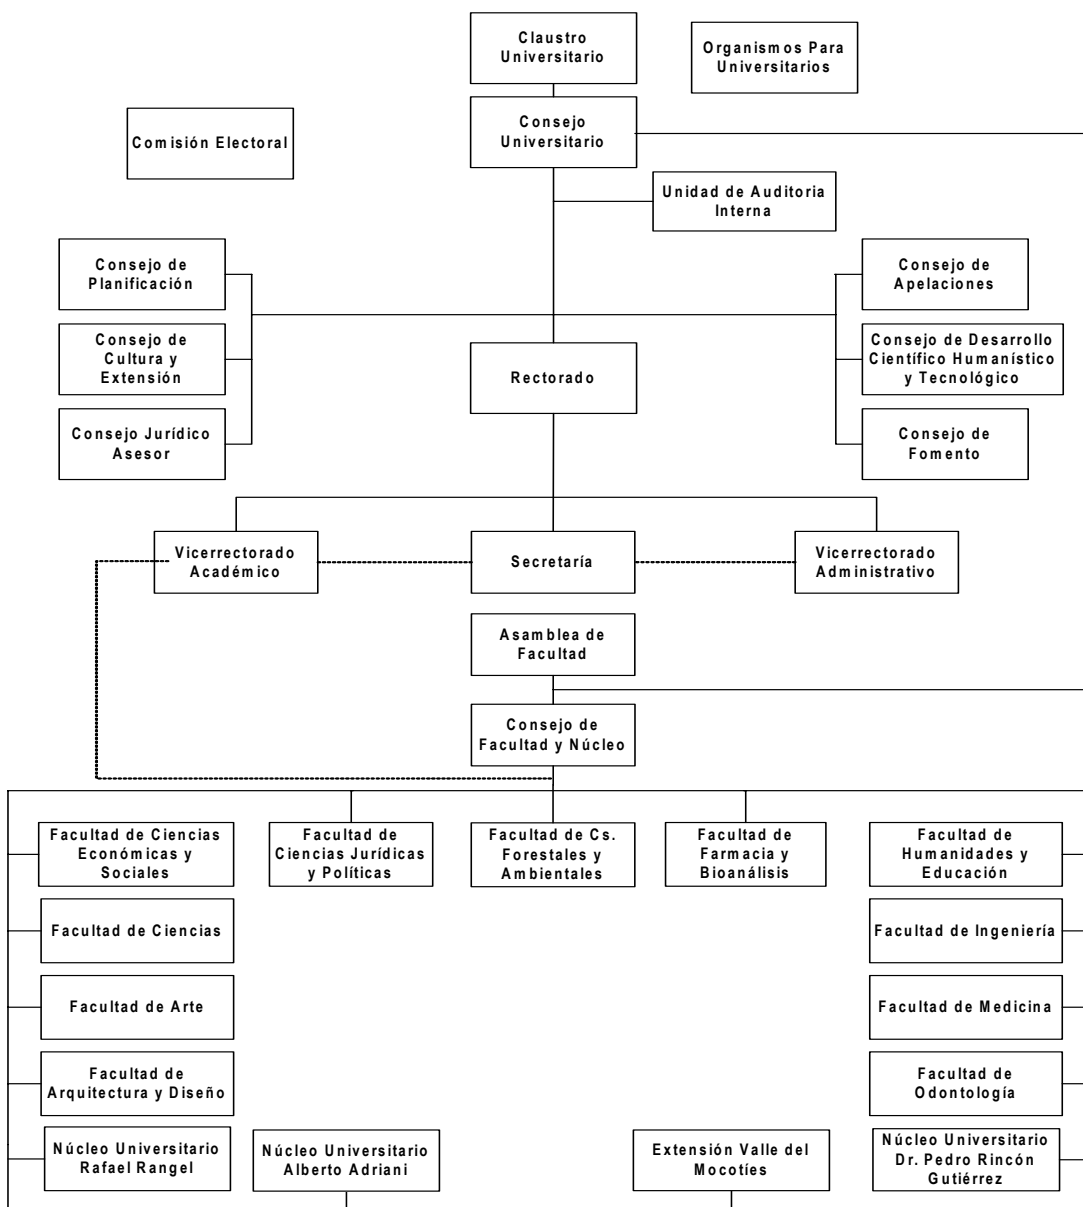 Claustro
Universitario
Organismos Para
Universitarios
Consejo
Universitario
Comisión Electoral
Unidad de Auditoria
Interna
Consejo de
Planificación
Consejo de
Apelaciones
Consejo de
Cultura y
Extensión
Rectorado
Consejo de Desarrollo
Científico Humanístico
y Tecnológico
Consejo Jurídico
Asesor
Consejo de
Fomento
Vicerrectorado
Académico
Secretaría
Vicerrectorado
Administrativo
Asamblea de
Facultad
Consejo de
Facultad y Núcleo
Facultad de Ciencias
Económicas y
Sociales
Facultad de
Ciencias Jurídicas
y Políticas
Facultad de Cs.
Forestales y
Ambientales
Facultad de
Farmacia y
Bioanálisis
Facultad de
Humanidades y
Educación
Facultad de Ciencias
Facultad de Ingeniería
Facultad de Arte
Facultad de Medicina
Facultad de
Arquitectura y Diseño
Facultad de
Odontología
Núcleo Universitario
Rafael Rangel
Núcleo Universitario
Alberto Adriani
Extensión Valle del
Mocotíes
Núcleo Universitario
Dr. Pedro Rincón
Gutiérrez